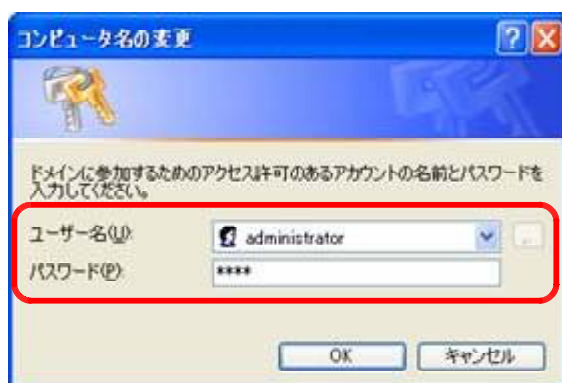 コンピュータ名の変更
ドメインに参加するためのアクセス許可のあるアカウントの名前とパスワードを
入力してください。
ユーザー名(U):
administrator
...
パスワード(P):
****
OK
キャンセル